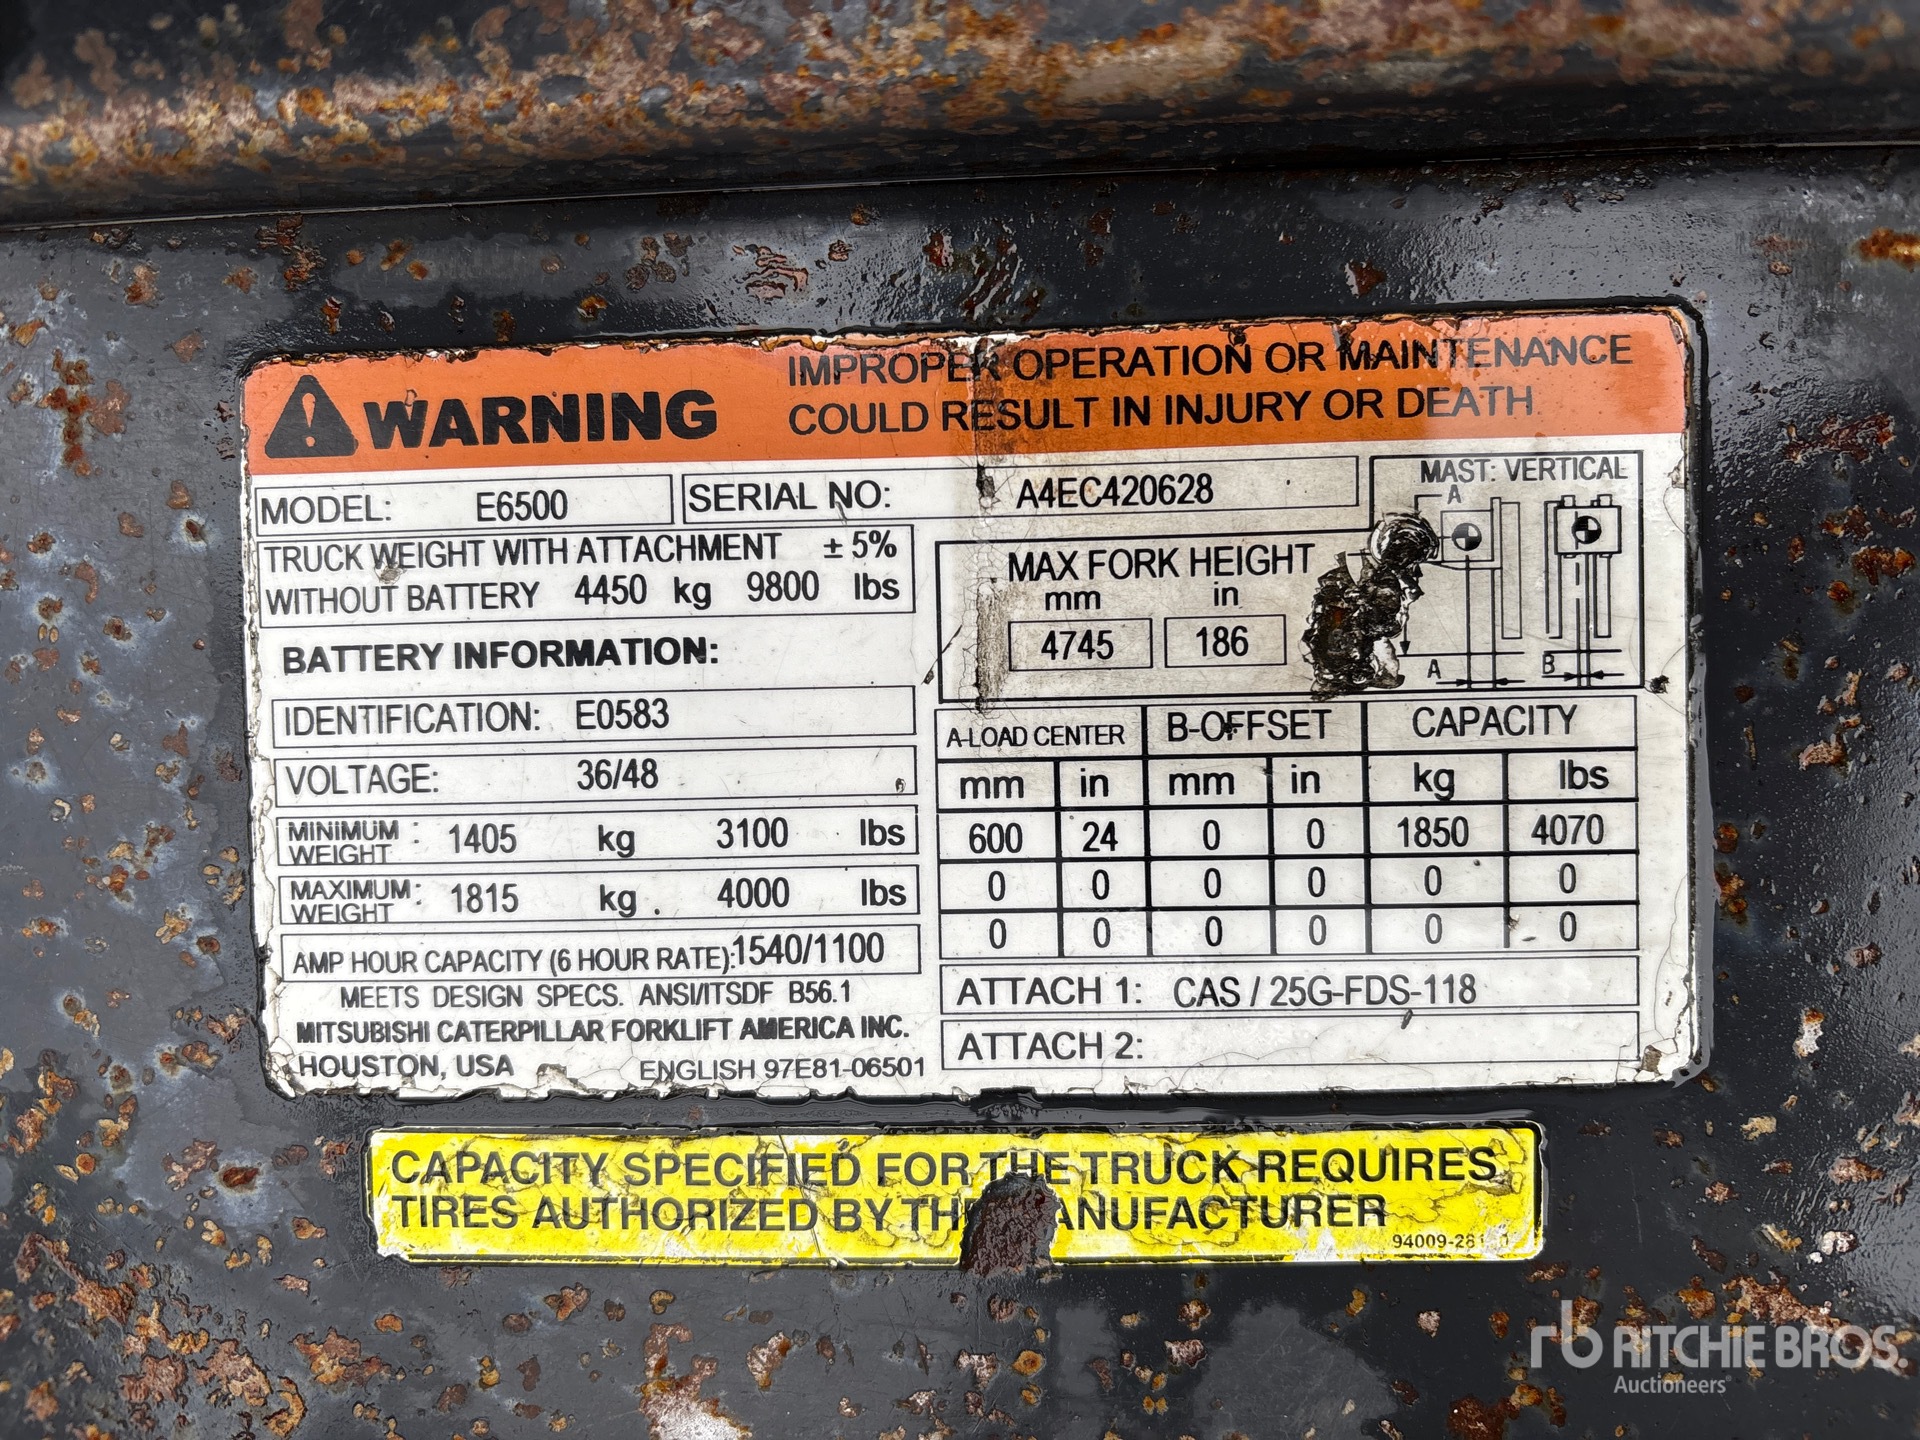 WARNING
IMPROPER OPERATION OR MAINTENANCE
COULD RESULT IN INJURY OR DEATH
MODEL: E6500
SERIAL NO: A4EC420628
TRUCK WEIGHT WITH ATTACHMENT ± 5%
WITHOUT BATTERY 4450 kg 9800 lbs
BATTERY INFORMATION:
IDENTIFICATION: E0583
VOLTAGE: 36/48
MINIMUM WEIGHT : 1405 kg 3100 lbs
MAXIMUM WEIGHT : 1815 kg 4000 lbs
AMP HOUR CAPACITY (6 HOUR RATE): 1540/1100
MEETS DESIGN SPECS. ANSI/ITSDF B56.1
MITSUBISHI CATERPILLAR FORKLIFT AMERICA INC.
HOUSTON, USA ENGLISH 97E81-06501
MAST: VERTICAL
A
MAX FORK HEIGHT
mm in
4745 186
A B
A-LOAD CENTER B-OFFSET CAPACITY
mm in mm in kg lbs
600 24 0 0 1850 4070
0 0 0 0 0 0
0 0 0 0 0 0
ATTACH 1: CAS / 25G-FDS-118
ATTACH 2:
CAPACITY SPECIFIED FOR THE TRUCK REQUIRES
TIRES AUTHORIZED BY THE MANUFACTURER
rb RITCHIE BROS.
Auctioneers